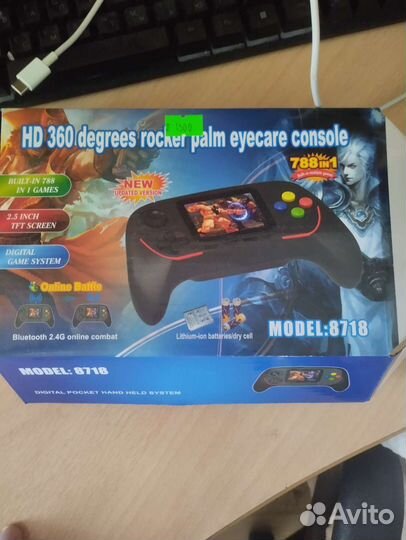 1500
HD 360 degrees rocker palm eyecare console
788 IN 1
BUILT-IN 788
IN 1 GAMES
NEW
UPDATED VERSION
2.5 INCH
TFT SCREEN
DIGITAL
GAME SYSTEM
Online Battle
Bluetooth 2.4G online combat
Lithium-ion batteries/dry cell
MODEL:8718
MODEL: 8718
DIGITAL POCKET HAND HELD SYSTEM
Avito